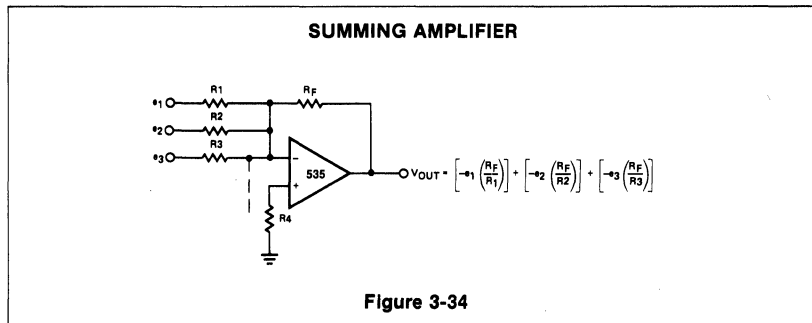 SUMMING AMPLIFIER
R1
RF
e1
R2
e2
R3
e3
−
535
+
R4
VOUT = [−e1 (RF/R1)] + [−e2 (RF/R2)] + [−e3 (RF/R3)]
Figure 3-34